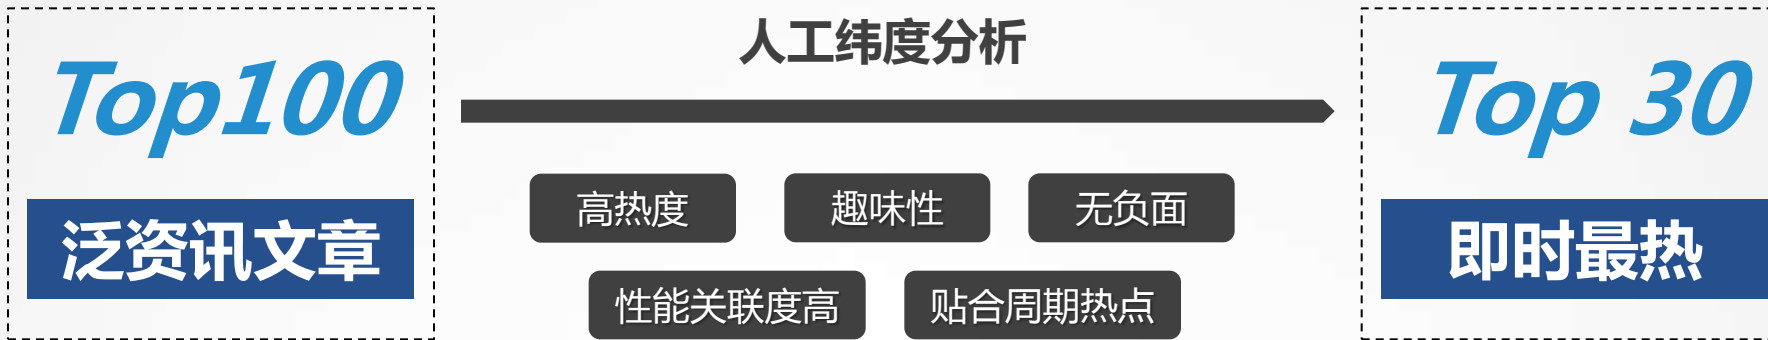 Top100
泛资讯文章
人工纬度分析
高热度
趣味性
无负面
性能关联度高
贴合周期热点
Top 30
即时最热